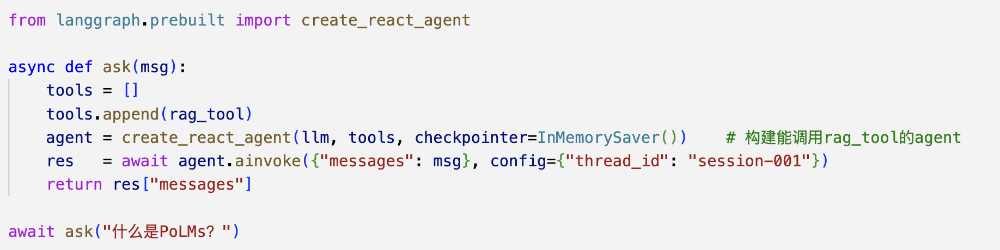 from langgraph.prebuilt import create_react_agent
async def ask(msg):
    tools = []
    tools.append(rag_tool)
    agent = create_react_agent(llm, tools, checkpointer=InMemorySaver())    # 构建能调用rag_tool的agent
    res   = await agent.ainvoke({"messages": msg}, config={"thread_id": "session-001"})
    return res["messages"]
await ask("什么是PoLMs？")